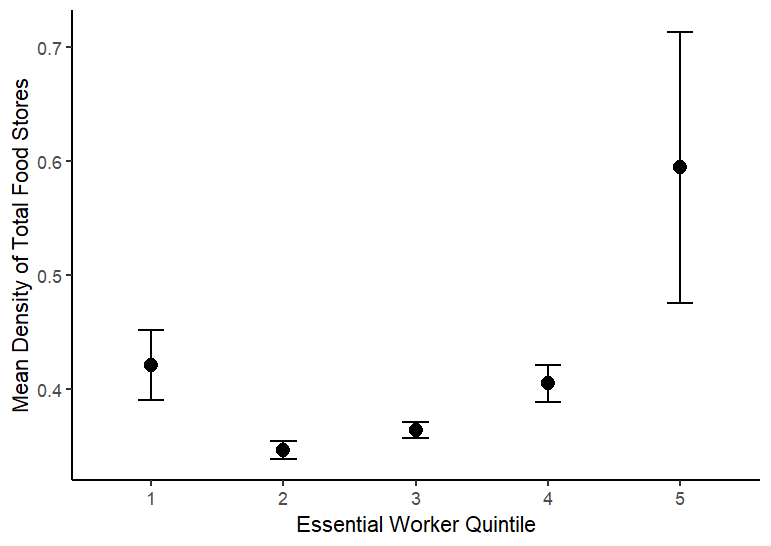 Mean Density of Total Food Stores
0.7
0.6
0.5
0.4
1 2 3 4 5
Essential Worker Quintile